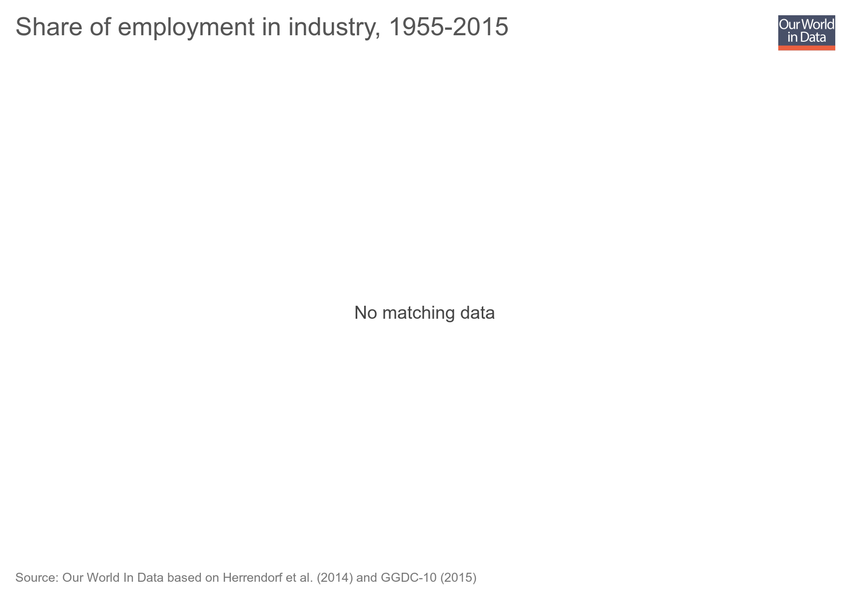 Share of employment in industry, 1955-2015
Our World
in Data
No matching data
Source: Our World In Data based on Herrendorf et al. (2014) and GGDC-10 (2015)